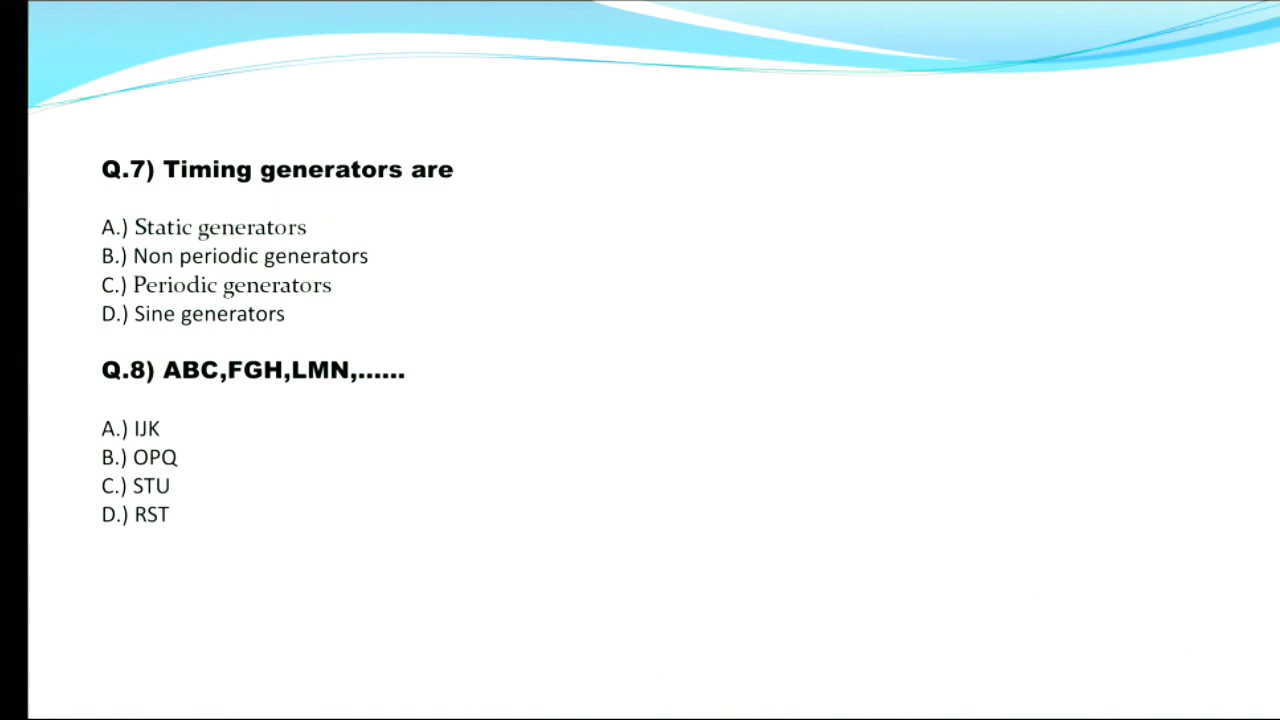 Q.7) Timing generators are
A.) Static generators
B.) Non periodic generators
C.) Periodic generators
D.) Sine generators
Q.8) ABC,FGH,LMN,......
A.) IJK
B.) OPQ
C.) STU
D.) RST